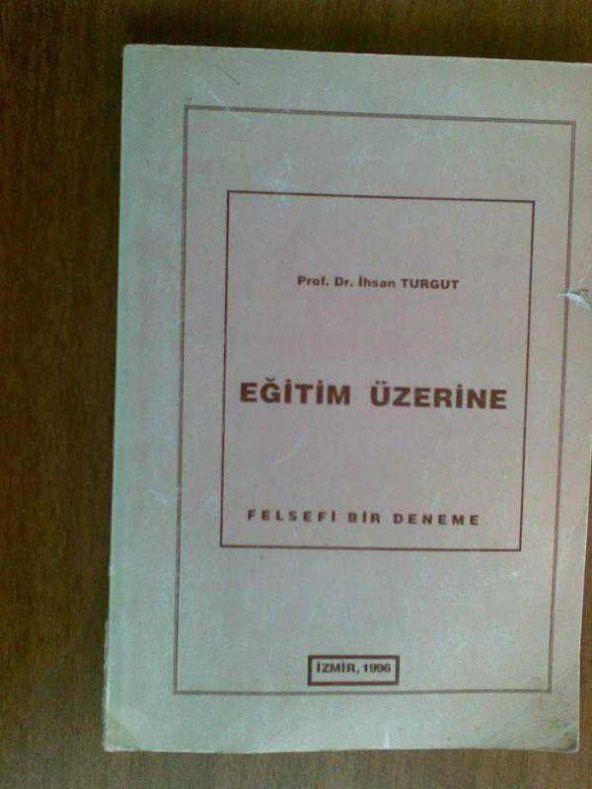 Prof. Dr. İhsan TURGUT
EĞİTİM ÜZERİNE
FELSEFİ BİR DENEME
İZMİR, 1996